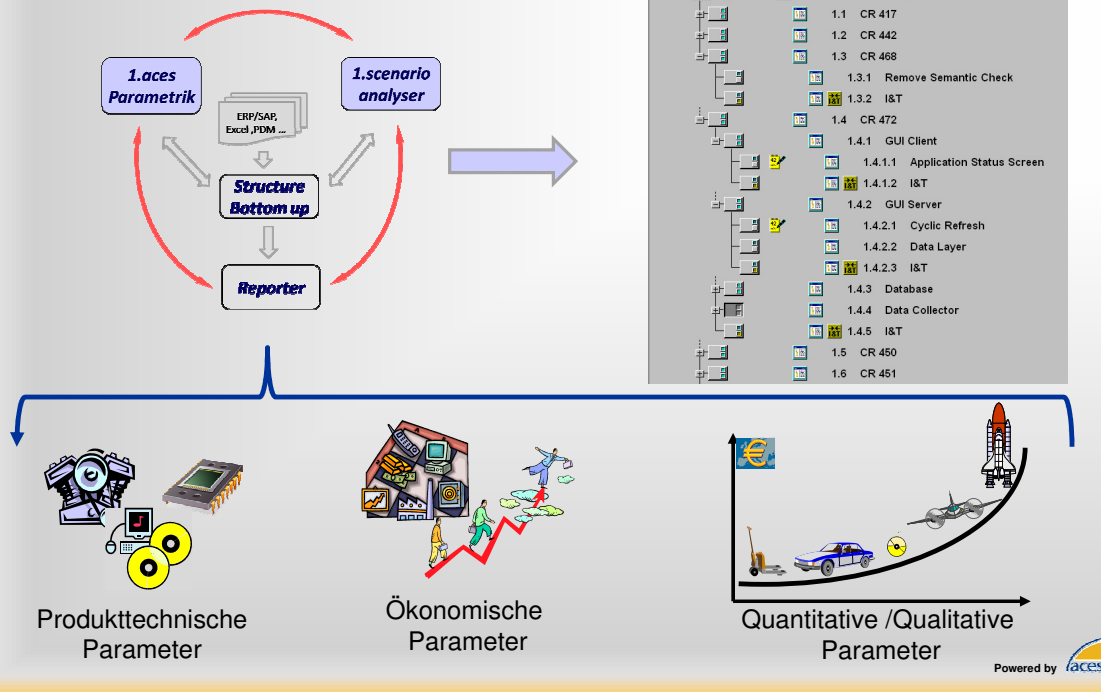 1.aces
Parametrik
1.scenario
analyser
ERP/SAP,
Excel ,PDM ...
Structure
Bottom up
Reporter
1.1 CR 417
1.2 CR 442
1.3 CR 468
1.3.1 Remove Semantic Check
I&T 1.3.2 I&T
1.4 CR 472
1.4.1 GUI Client
1.4.1.1 Application Status Screen
I&T 1.4.1.2 I&T
1.4.2 GUI Server
1.4.2.1 Cyclic Refresh
1.4.2.2 Data Layer
I&T 1.4.2.3 I&T
1.4.3 Database
1.4.4 Data Collector
I&T 1.4.5 I&T
1.5 CR 450
1.6 CR 451
€
Produkttechnische
Parameter
Ökonomische
Parameter
Quantitative /Qualitative
Parameter
Powered by aces